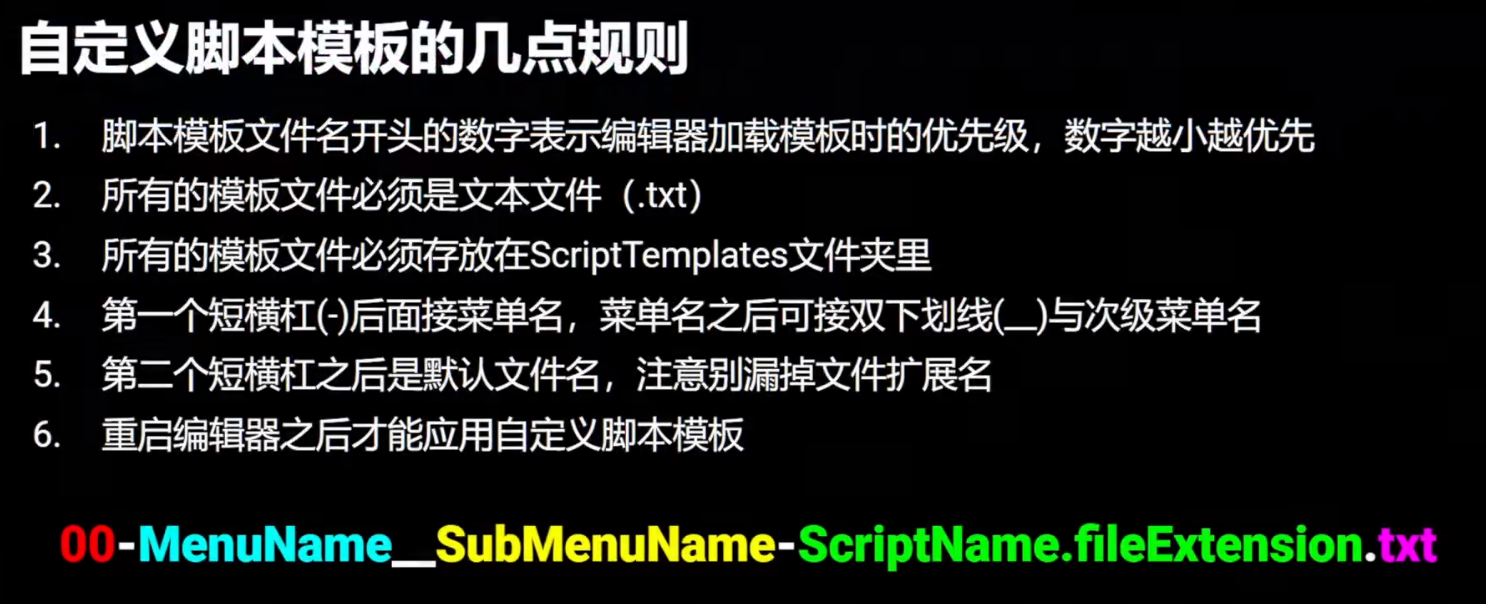 自定义脚本模板的几点规则
1. 脚本模板文件名开头的数字表示编辑器加载模板时的优先级，数字越小越优先
2. 所有的模板文件必须是文本文件（.txt）
3. 所有的模板文件必须存放在ScriptTemplates文件夹里
4. 第一个短横杠(-)后面接菜单名，菜单名之后可接双下划线(__)与次级菜单名
5. 第二个短横杠之后是默认文件名，注意别漏掉文件扩展名
6. 重启编辑器之后才能应用自定义脚本模板
00-MenuName__SubMenuName-ScriptName.fileExtension.txt